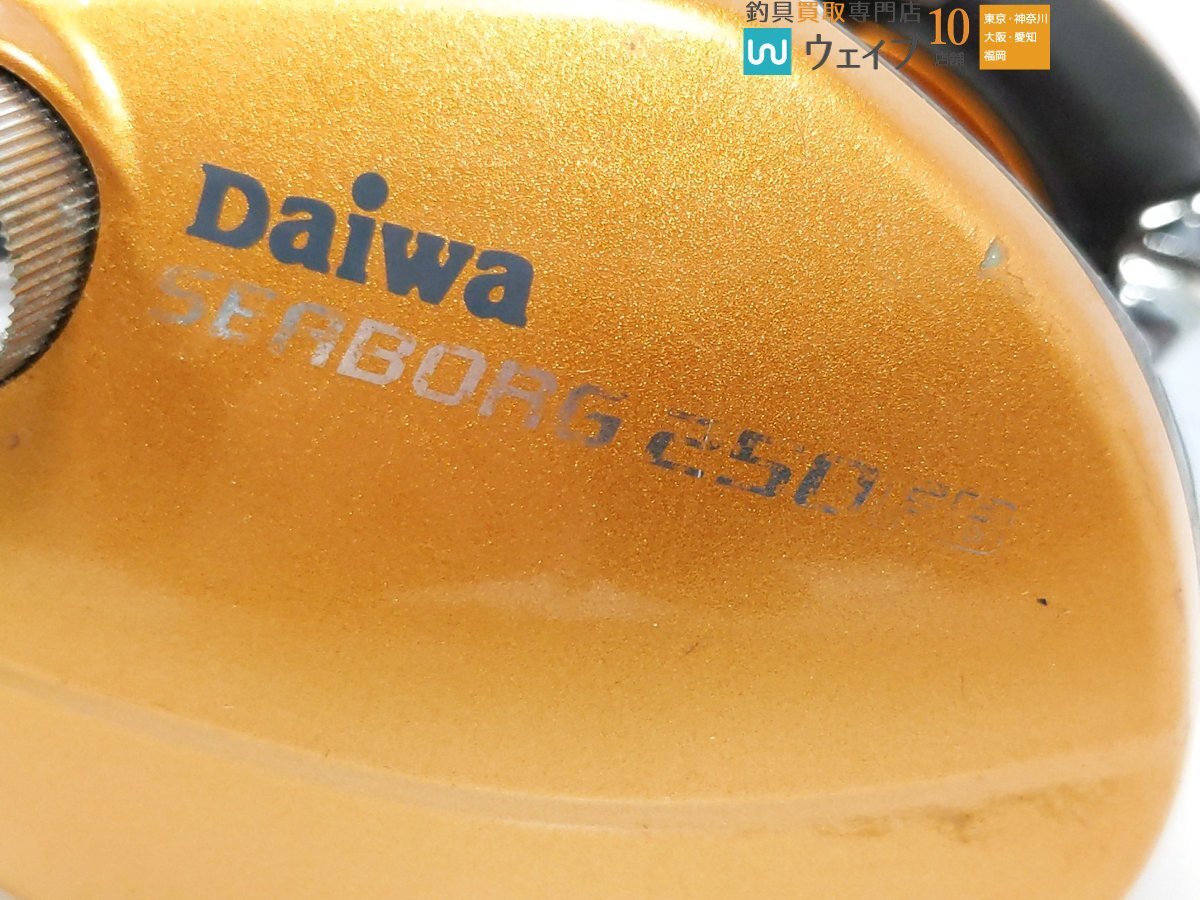 釣具買取専門店
ウェイブ
10
店舗
東京・神奈川
大阪・愛知
福岡
Daiwa
SEABORG 250